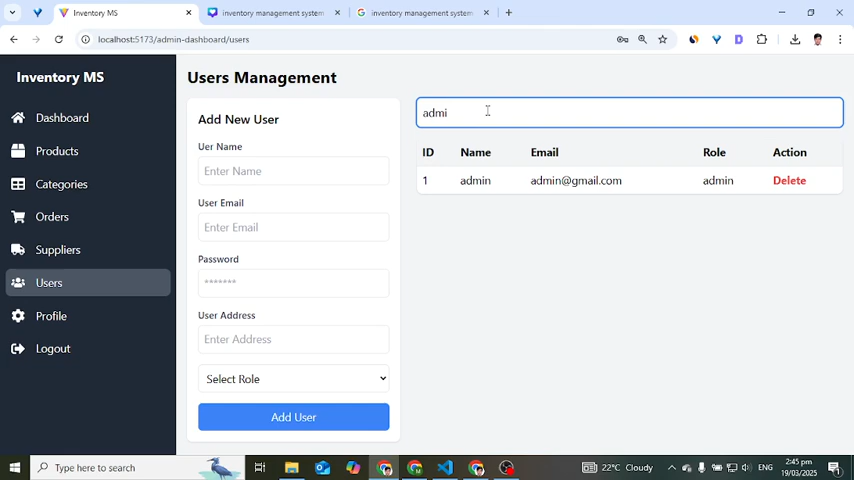 Inventory MS
inventory management system
inventory management system
localhost:5173/admin-dashboard/users
Inventory MS
Dashboard
Products
Categories
Orders
Suppliers
Users
Profile
Logout
Users Management
Add New User
Uer Name
Enter Name
User Email
Enter Email
Password
*******
User Address
Enter Address
Select Role
Add User
admi
ID Name Email Role Action
1 admin admin@gmail.com admin Delete
Type here to search
22°C Cloudy
ENG
2:45 pm
19/03/2025